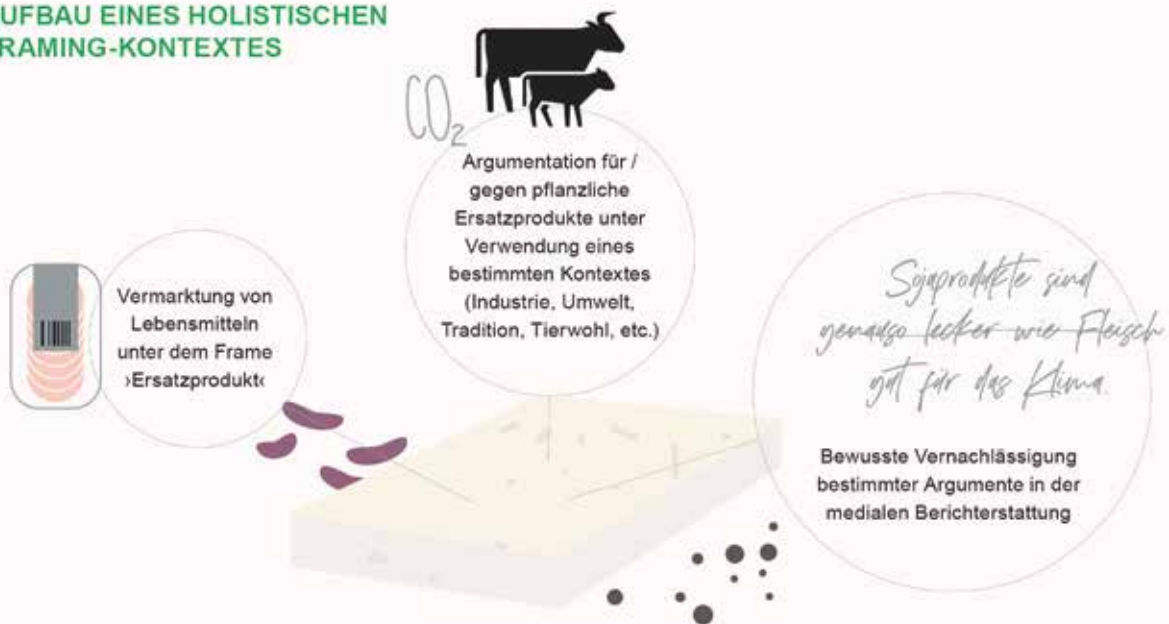 UFBAU EINES HOLISTISCHEN
RAMING-KONTEXTES
CO₂
Argumentation für /
gegen pflanzliche
Ersatzprodukte unter
Verwendung eines
bestimmten Kontextes
(Industrie, Umwelt,
Tradition, Tierwohl, etc.)
Vermarktung von
Lebensmitteln
unter dem Frame
›Ersatzprodukt‹
Sojaprodukte sind
genauso lecker wie Fleisch
gut für das Klima.
Bewusste Vernachlässigung
bestimmter Argumente in der
medialen Berichterstattung